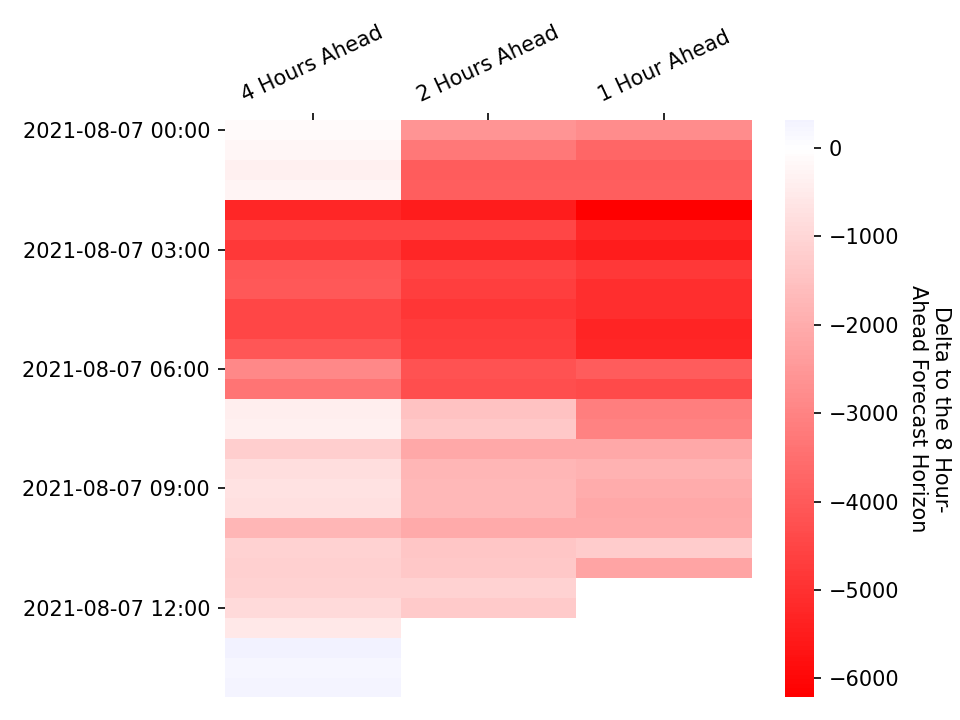 4 Hours Ahead
2 Hours Ahead
1 Hour Ahead
2021-08-07 00:00
2021-08-07 03:00
2021-08-07 06:00
2021-08-07 09:00
2021-08-07 12:00
0
−1000
−2000
−3000
−4000
−5000
−6000
Delta to the 8 Hour-
Ahead Forecast Horizon